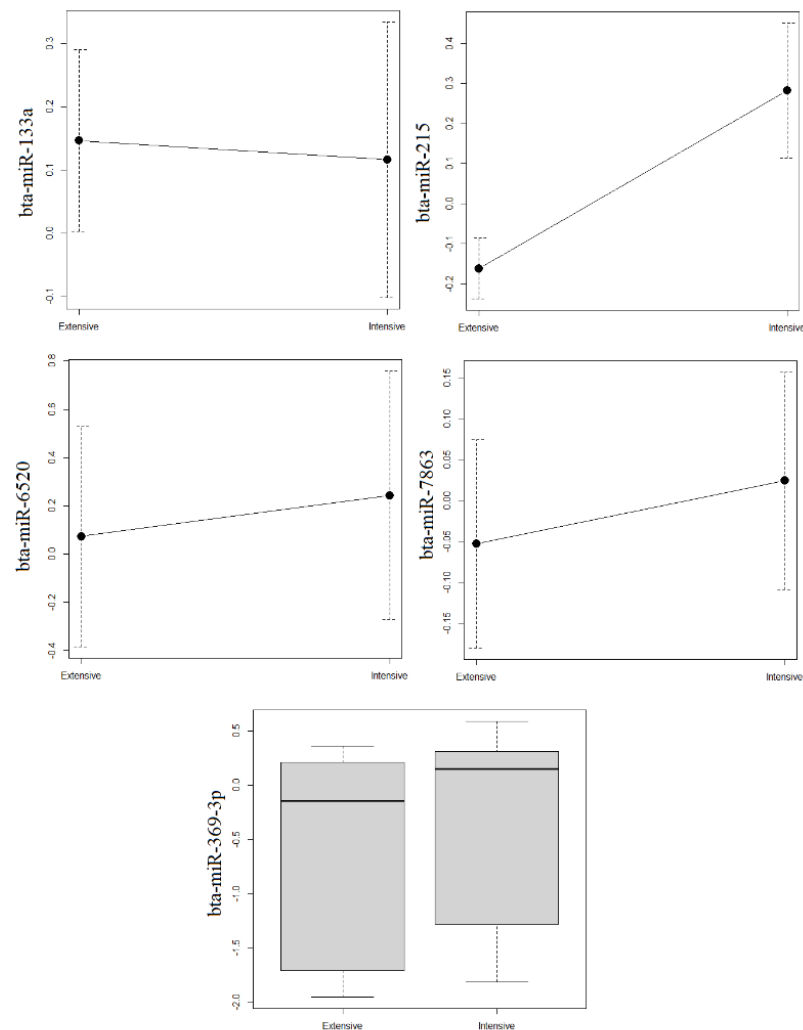 bta-miR-133a
0.3
0.2
0.1
0.0
-0.1
Extensive
Intensive
bta-miR-215
0.4
0.3
0.2
0.1
0.0
-0.1
-0.2
Extensive
Intensive
bta-miR-6520
0.8
0.6
0.4
0.2
0.0
-0.2
-0.4
Extensive
Intensive
bta-miR-7863
0.15
0.10
0.05
0.00
-0.05
-0.10
-0.15
Extensive
Intensive
bta-miR-369-3p
0.5
0.0
-0.5
-1.0
-1.5
-2.0
Extensive
Intensive